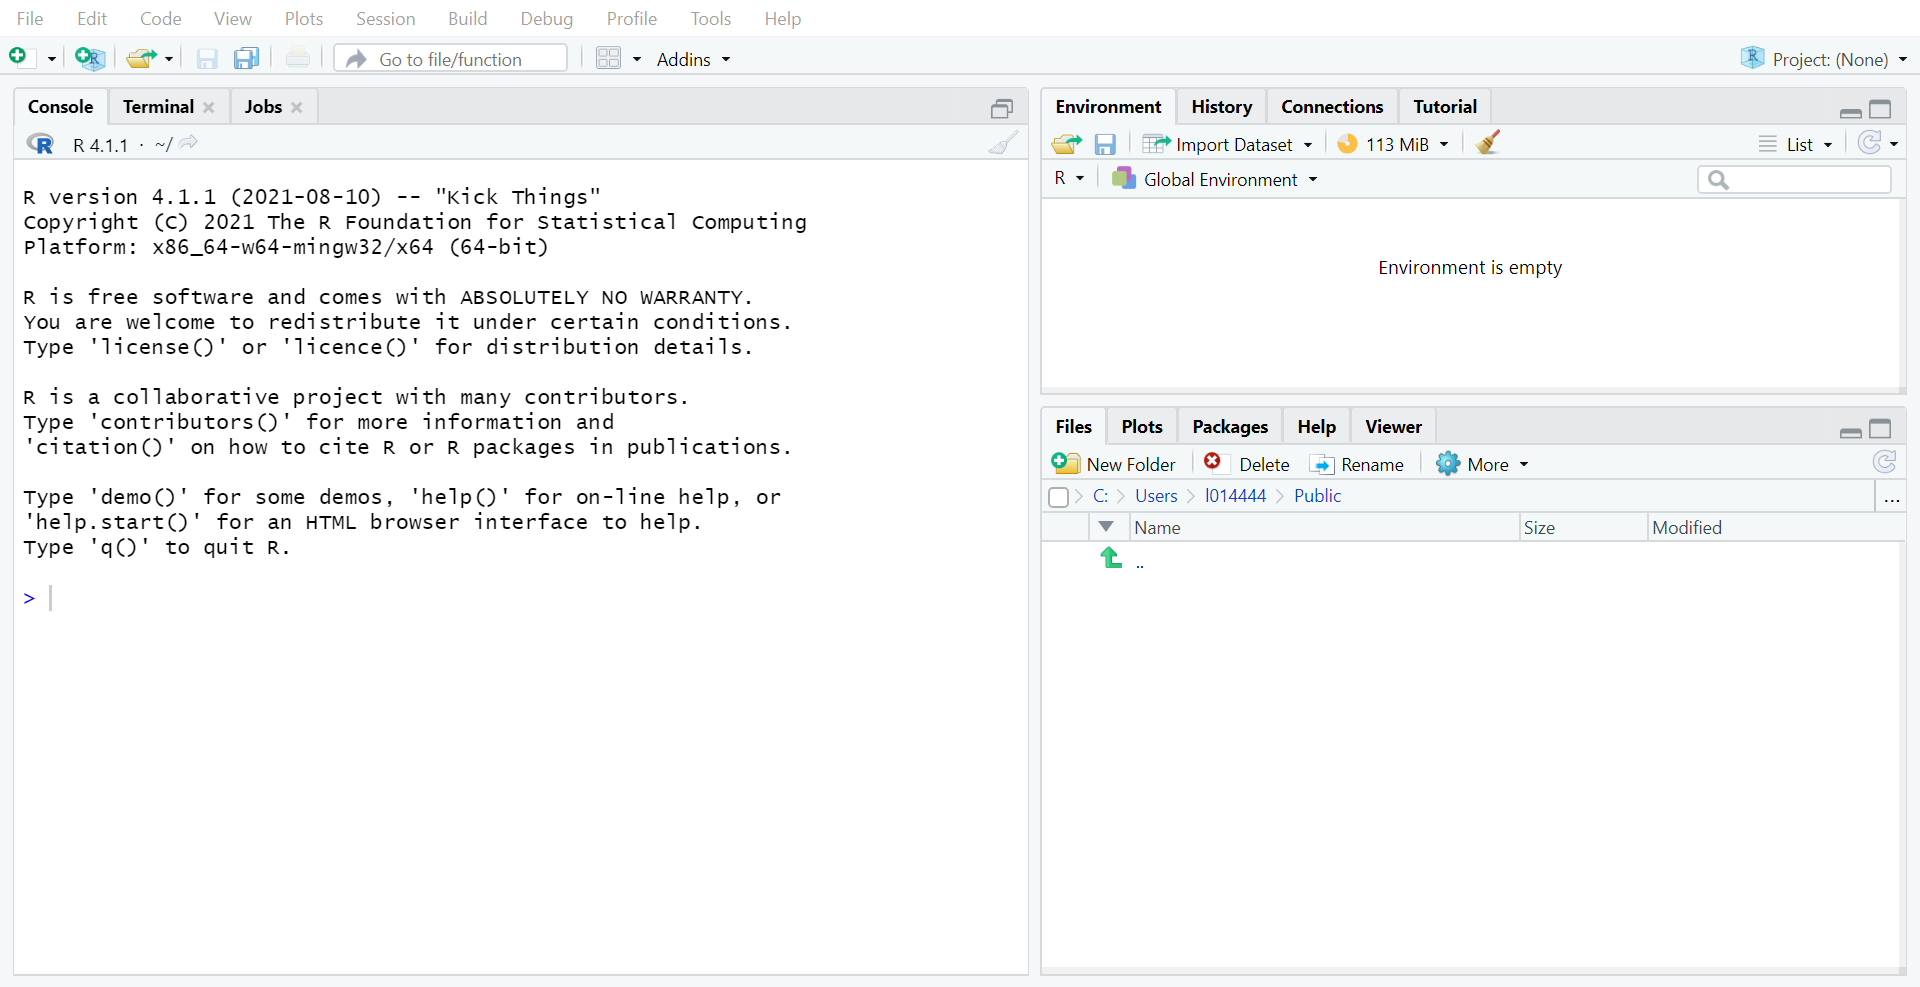 File Edit Code View Plots Session Build Debug Profile Tools Help
Go to file/function Addins Project: (None)
Console Terminal Jobs
R 4.1.1 · ~/
R version 4.1.1 (2021-08-10) -- "Kick Things"
Copyright (C) 2021 The R Foundation for Statistical Computing
Platform: x86_64-w64-mingw32/x64 (64-bit)
R is free software and comes with ABSOLUTELY NO WARRANTY.
You are welcome to redistribute it under certain conditions.
Type 'license()' or 'licence()' for distribution details.
R is a collaborative project with many contributors.
Type 'contributors()' for more information and
'citation()' on how to cite R or R packages in publications.
Type 'demo()' for some demos, 'help()' for on-line help, or
'help.start()' for an HTML browser interface to help.
Type 'q()' to quit R.
>
Environment History Connections Tutorial
Import Dataset 113 MiB List
R Global Environment
Environment is empty
Files Plots Packages Help Viewer
New Folder Delete Rename More
C: Users l014444 Public ...
Name Size Modified
..